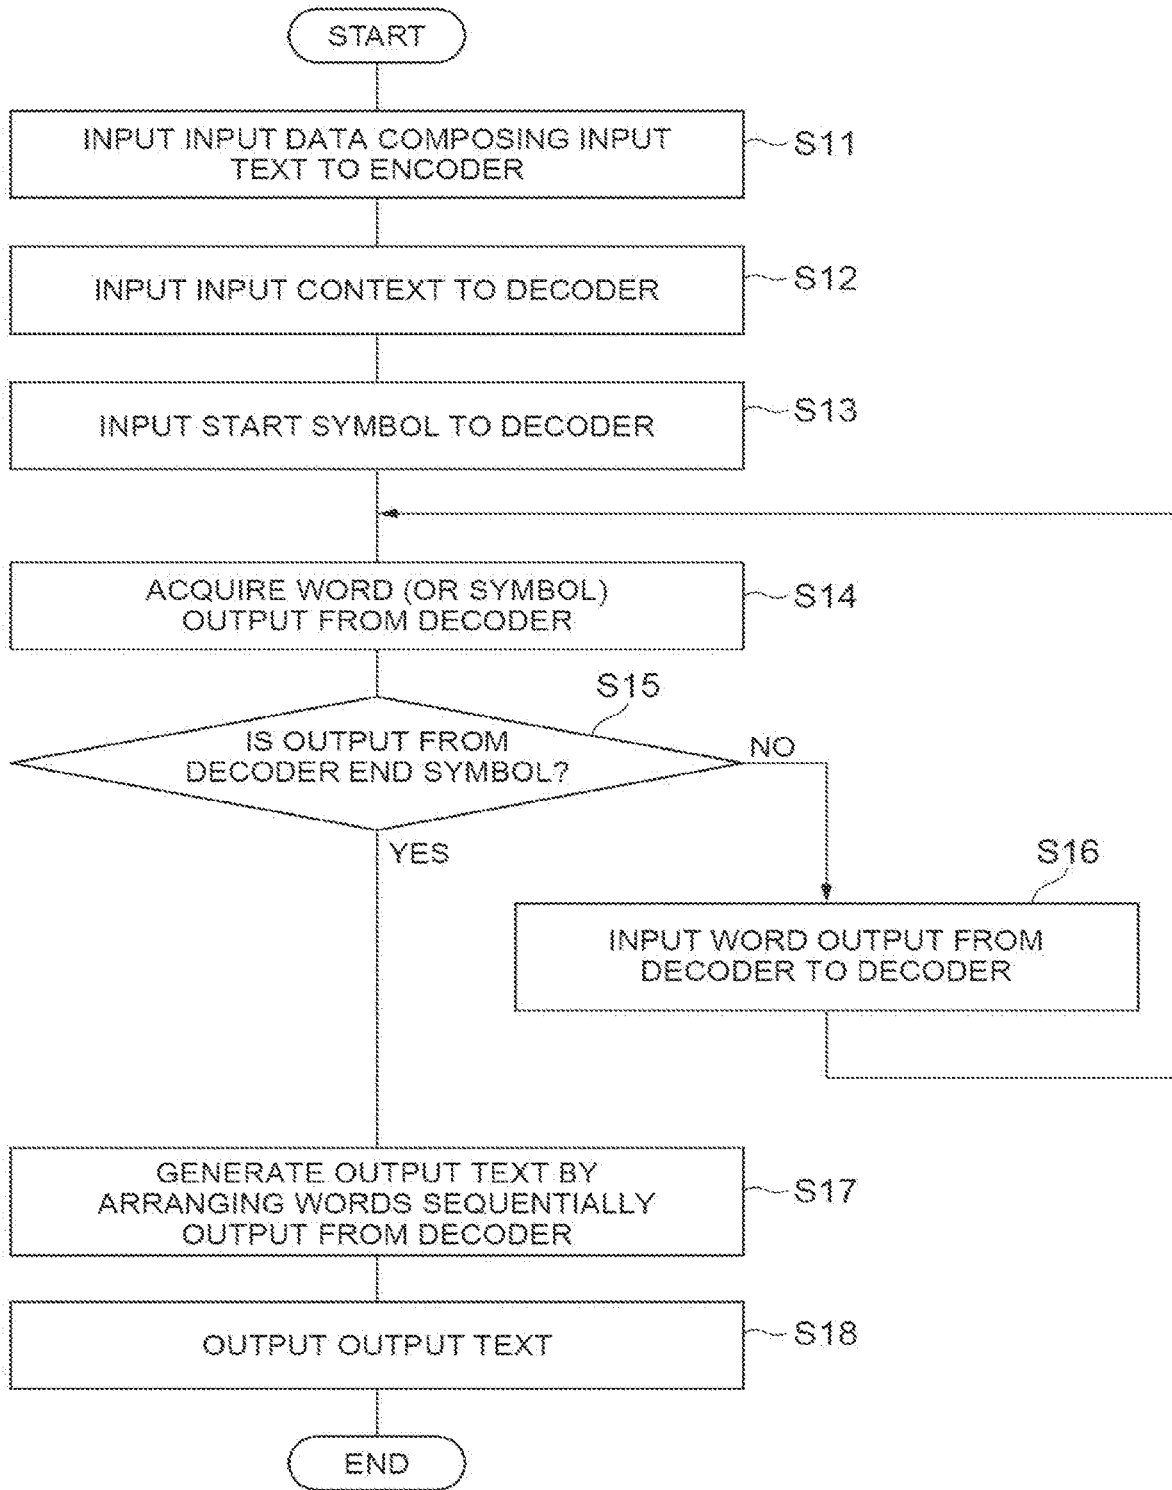 START
INPUT INPUT DATA COMPOSING INPUT
TEXT TO ENCODER
S11
INPUT INPUT CONTEXT TO DECODER
S12
INPUT START SYMBOL TO DECODER
S13
ACQUIRE WORD (OR SYMBOL)
OUTPUT FROM DECODER
S14
S15
IS OUTPUT FROM
DECODER END SYMBOL?
NO
YES
S16
INPUT WORD OUTPUT FROM
DECODER TO DECODER
GENERATE OUTPUT TEXT BY
ARRANGING WORDS SEQUENTIALLY
OUTPUT FROM DECODER
S17
OUTPUT OUTPUT TEXT
S18
END